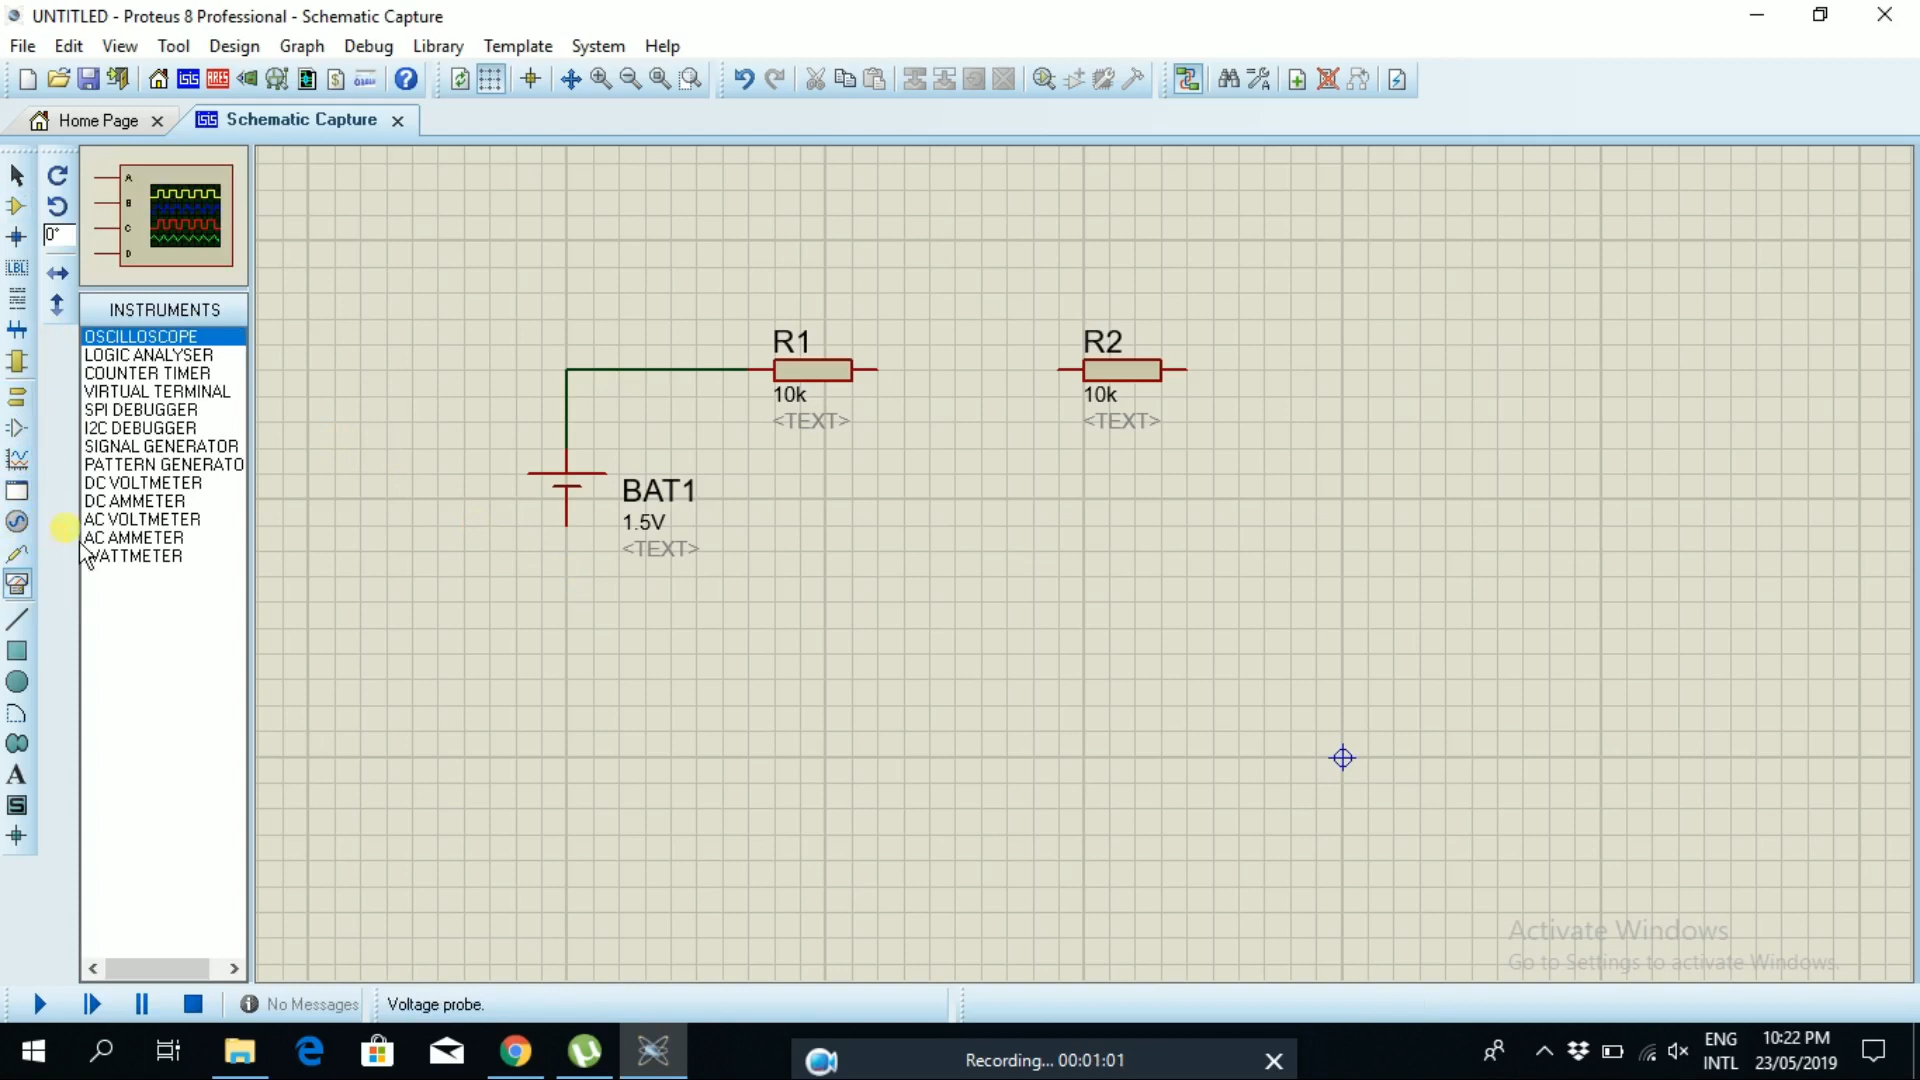 UNTITLED - Proteus 8 Professional - Schematic Capture
File Edit View Tool Design Graph Debug Library Template System Help
Home Page
Schematic Capture
0°
A
B
C
D
INSTRUMENTS
OSCILLOSCOPE
LOGIC ANALYSER
COUNTER TIMER
VIRTUAL TERMINAL
SPI DEBUGGER
I2C DEBUGGER
SIGNAL GENERATOR
PATTERN GENERATO
DC VOLTMETER
DC AMMETER
AC VOLTMETER
AC AMMETER
WATTMETER
LBL
A
S
R1
10k
<TEXT>
R2
10k
<TEXT>
BAT1
1.5V
<TEXT>
Activate Windows
Go to Settings to activate Windows.
No Messages
Voltage probe.
Recording... 00:01:01
ENG
INTL
10:22 PM
23/05/2019